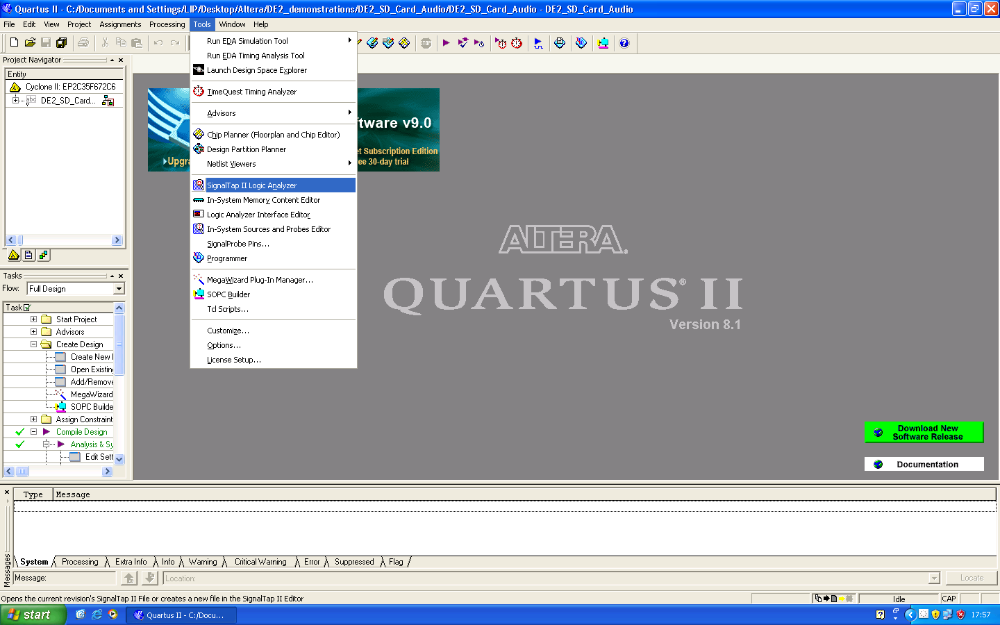 Quartus II - C:/Documents and Settings/LIP/Desktop/Altera/DE2_demonstrations/DE2_SD_Card_Audio/DE2_SD_Card_Audio - DE2_SD_Card_Audio
File Edit View Project Assignments Processing Tools Window Help
Project Navigator
Entity
Cyclone II: EP2C35F672C6
abc DE2_SD_Card...
Run EDA Simulation Tool
Run EDA Timing Analysis Tool
Launch Design Space Explorer
TimeQuest Timing Analyzer
Advisors
Chip Planner (Floorplan and Chip Editor)
Design Partition Planner
Netlist Viewers
SignalTap II Logic Analyzer
In-System Memory Content Editor
Logic Analyzer Interface Editor
In-System Sources and Probes Editor
SignalProbe Pins...
Programmer
MegaWizard Plug-In Manager...
SOPC Builder
Tcl Scripts...
Customize...
Options...
License Setup...
ftware v9.0
et Subscription Edition
Upgra
ree 30-day trial
ALTERA
QUARTUS® II
Version 8.1
Download New
Software Release
Documentation
Tasks
Flow: Full Design
Task
Start Project
Advisors
Create Design
Create New
Open Existing
Add/Remove
MegaWizard
SOPC Builde
Assign Constraint
Compile Design
Analysis & Sy
Edit Sett
Type Message
System Processing Extra Info Info Warning Critical Warning Error Suppressed Flag
Messages
Message: Location: Locate
Opens the current revision's SignalTap II File or creates a new file in the SignalTap II Editor
Idle CAP
start Quartus II - C:/Docu... 17:57